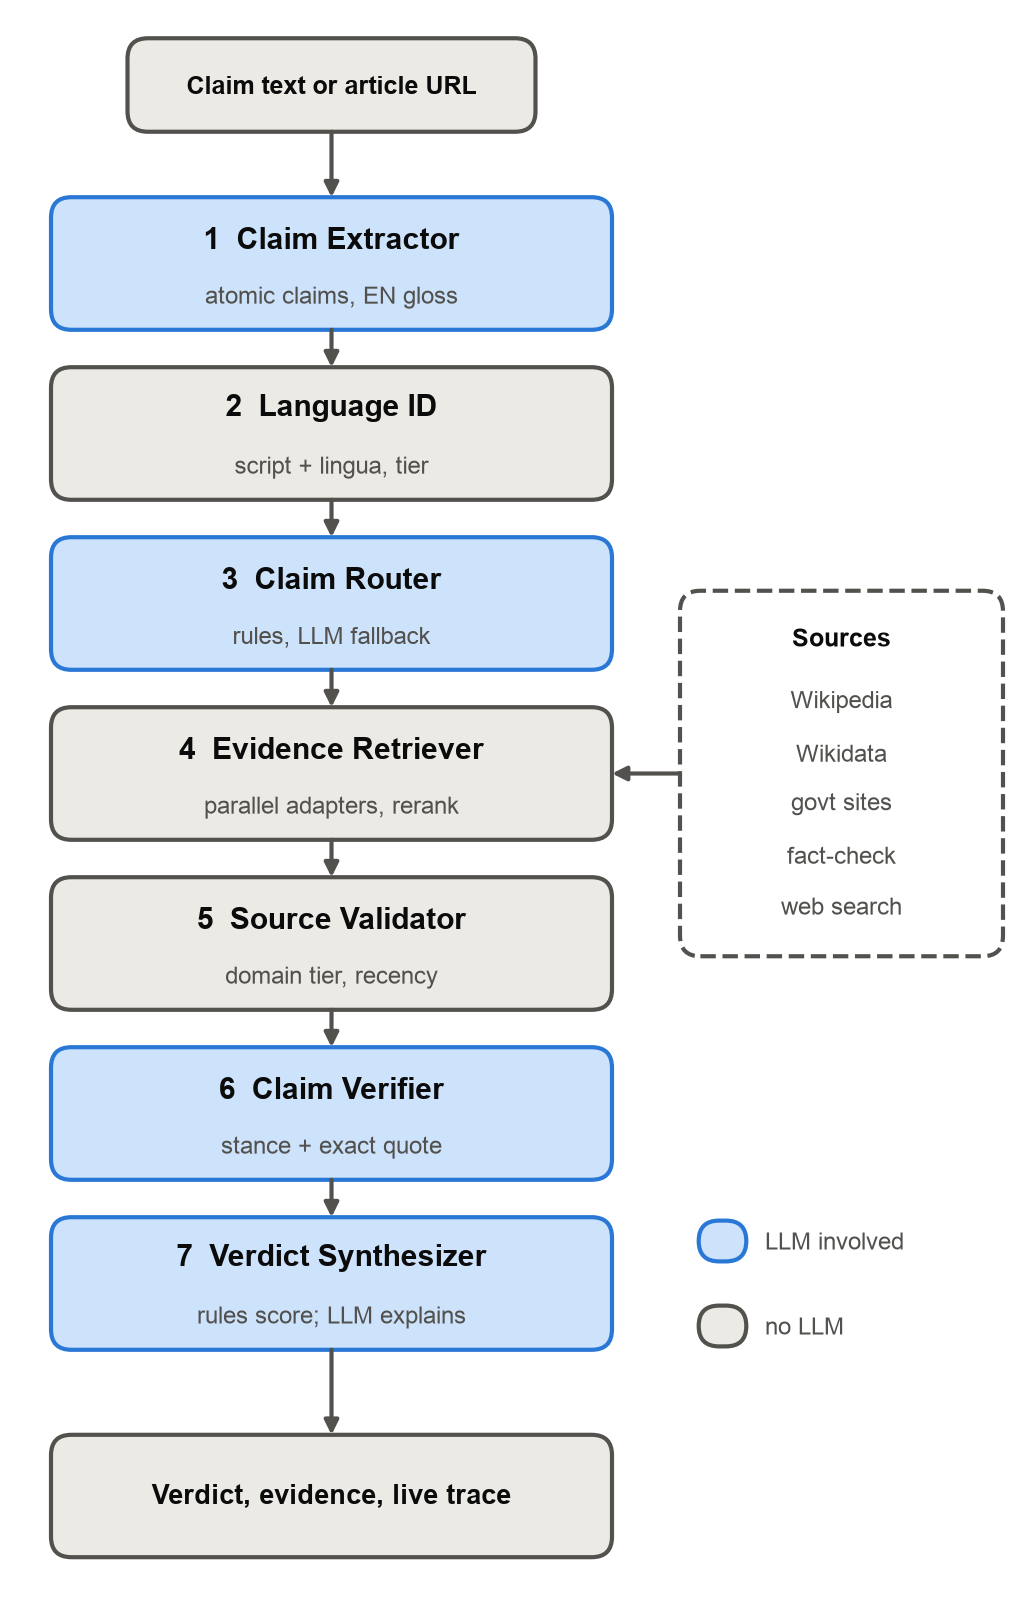 Claim text or article URL
1 Claim Extractor
atomic claims, EN gloss
2 Language ID
script + lingua, tier
3 Claim Router
rules, LLM fallback
4 Evidence Retriever
parallel adapters, rerank
Sources
Wikipedia
Wikidata
govt sites
fact-check
web search
5 Source Validator
domain tier, recency
6 Claim Verifier
stance + exact quote
7 Verdict Synthesizer
rules score; LLM explains
LLM involved
no LLM
Verdict, evidence, live trace